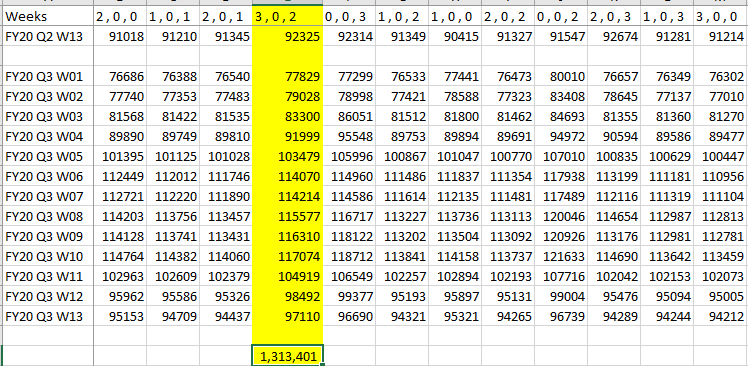 Weeks 2,0,0 1,0,1 2,0,1 3,0,2 0,0,3 1,0,2 1,0,0 2,0,2 0,0,2 2,0,3 1,0,3 3,0,0
FY20 Q2 W13 91018 91210 91345 92325 92314 91349 90415 91327 91547 92674 91281 91214
FY20 Q3 W01 76686 76388 76540 77829 77299 76533 77441 76473 80010 76657 76349 76302
FY20 Q3 W02 77740 77353 77483 79028 78998 77421 78588 77323 83408 78645 77137 77010
FY20 Q3 W03 81568 81422 81535 83300 86051 81512 81800 81462 84693 81355 81360 81270
FY20 Q3 W04 89890 89749 89810 91999 95548 89753 89894 89691 94972 90594 89586 89477
FY20 Q3 W05 101395 101125 101028 103479 105996 100867 101047 100770 107010 100835 100629 100447
FY20 Q3 W06 112449 112012 111746 114070 114960 111486 111837 111354 117938 113199 111181 110956
FY20 Q3 W07 112721 112220 111890 114214 114586 111614 112135 111481 117489 112116 111319 111104
FY20 Q3 W08 114203 113756 113457 115577 116717 113227 113736 113113 120046 114654 112987 112813
FY20 Q3 W09 114128 113741 113431 116310 118122 113202 113504 113092 120926 113176 112981 112781
FY20 Q3 W10 114764 114382 114060 117074 118712 113841 114158 113737 121633 114690 113642 113459
FY20 Q3 W11 102963 102609 102379 104919 106549 102257 102894 102193 107716 102042 102153 102073
FY20 Q3 W12 95962 95586 95326 98492 99377 95193 95897 95131 99004 95476 95094 95005
FY20 Q3 W13 95153 94709 94437 97110 96690 94321 95321 94265 96739 94289 94244 94212
1,313,401